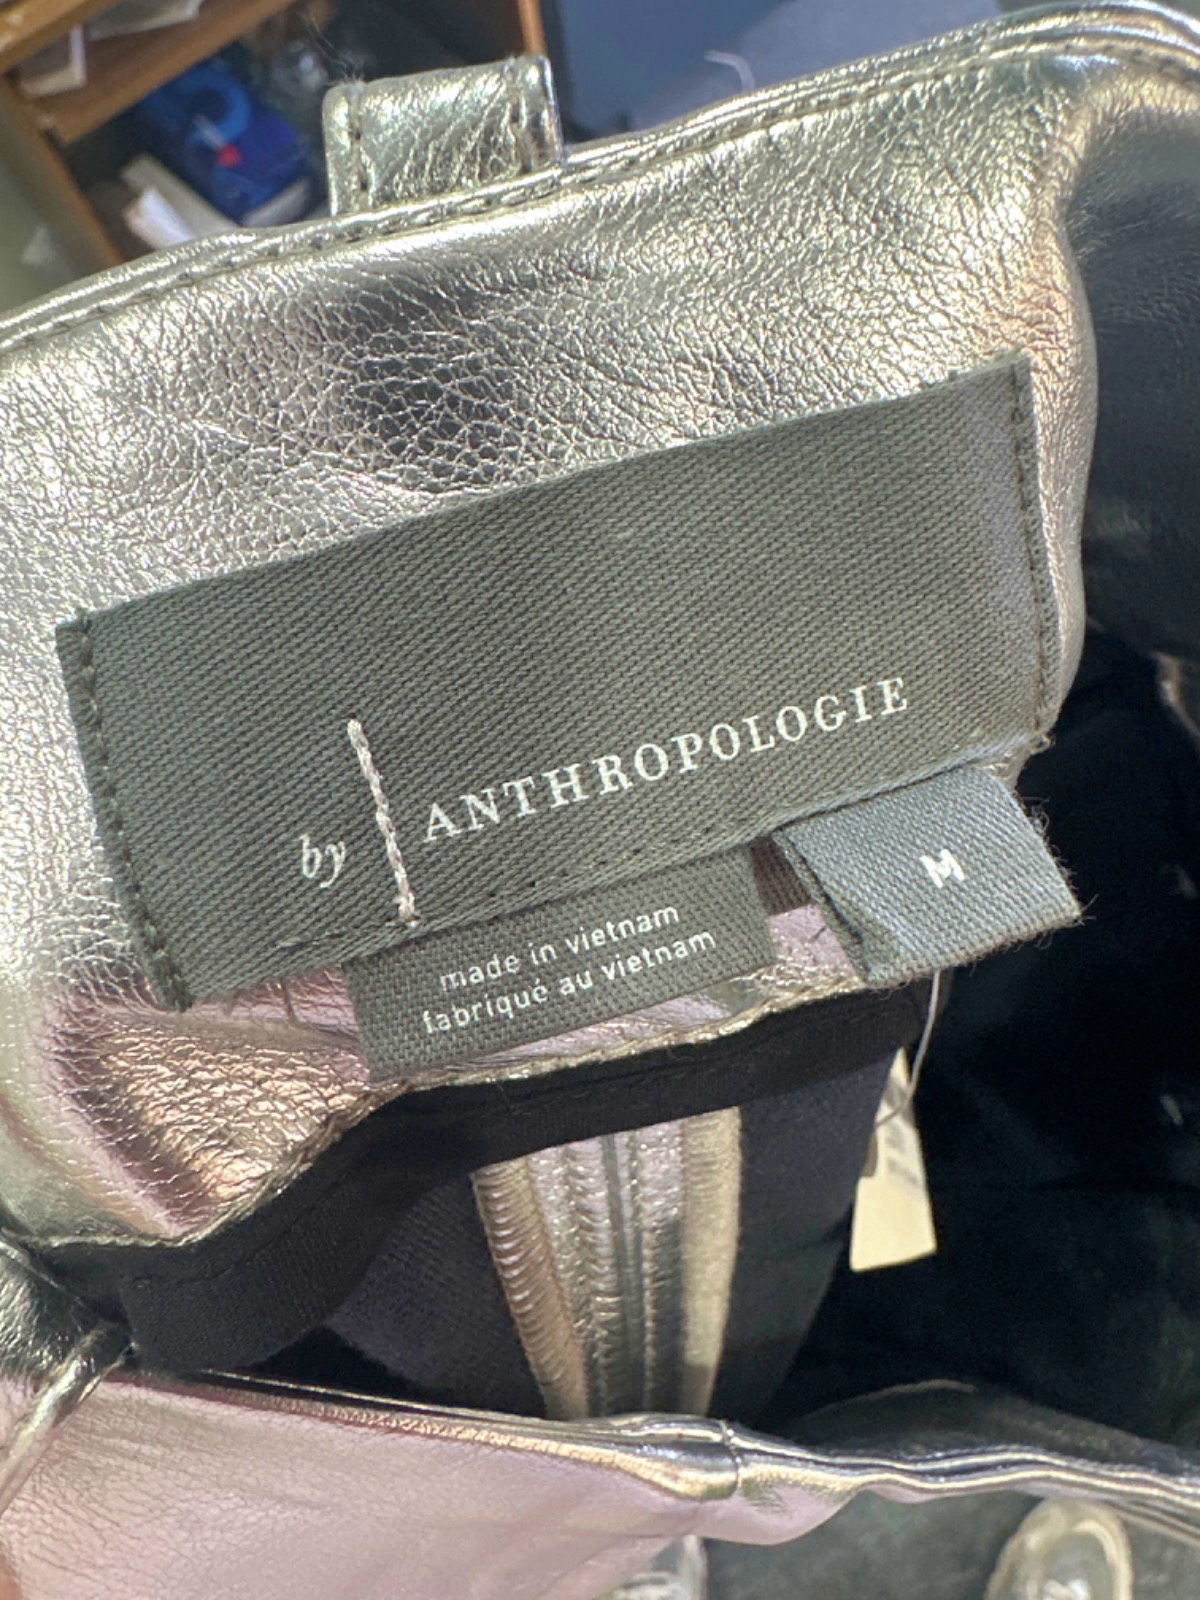 by | ANTHROPOLOGIE
M
made in vietnam
fabriqué au vietnam